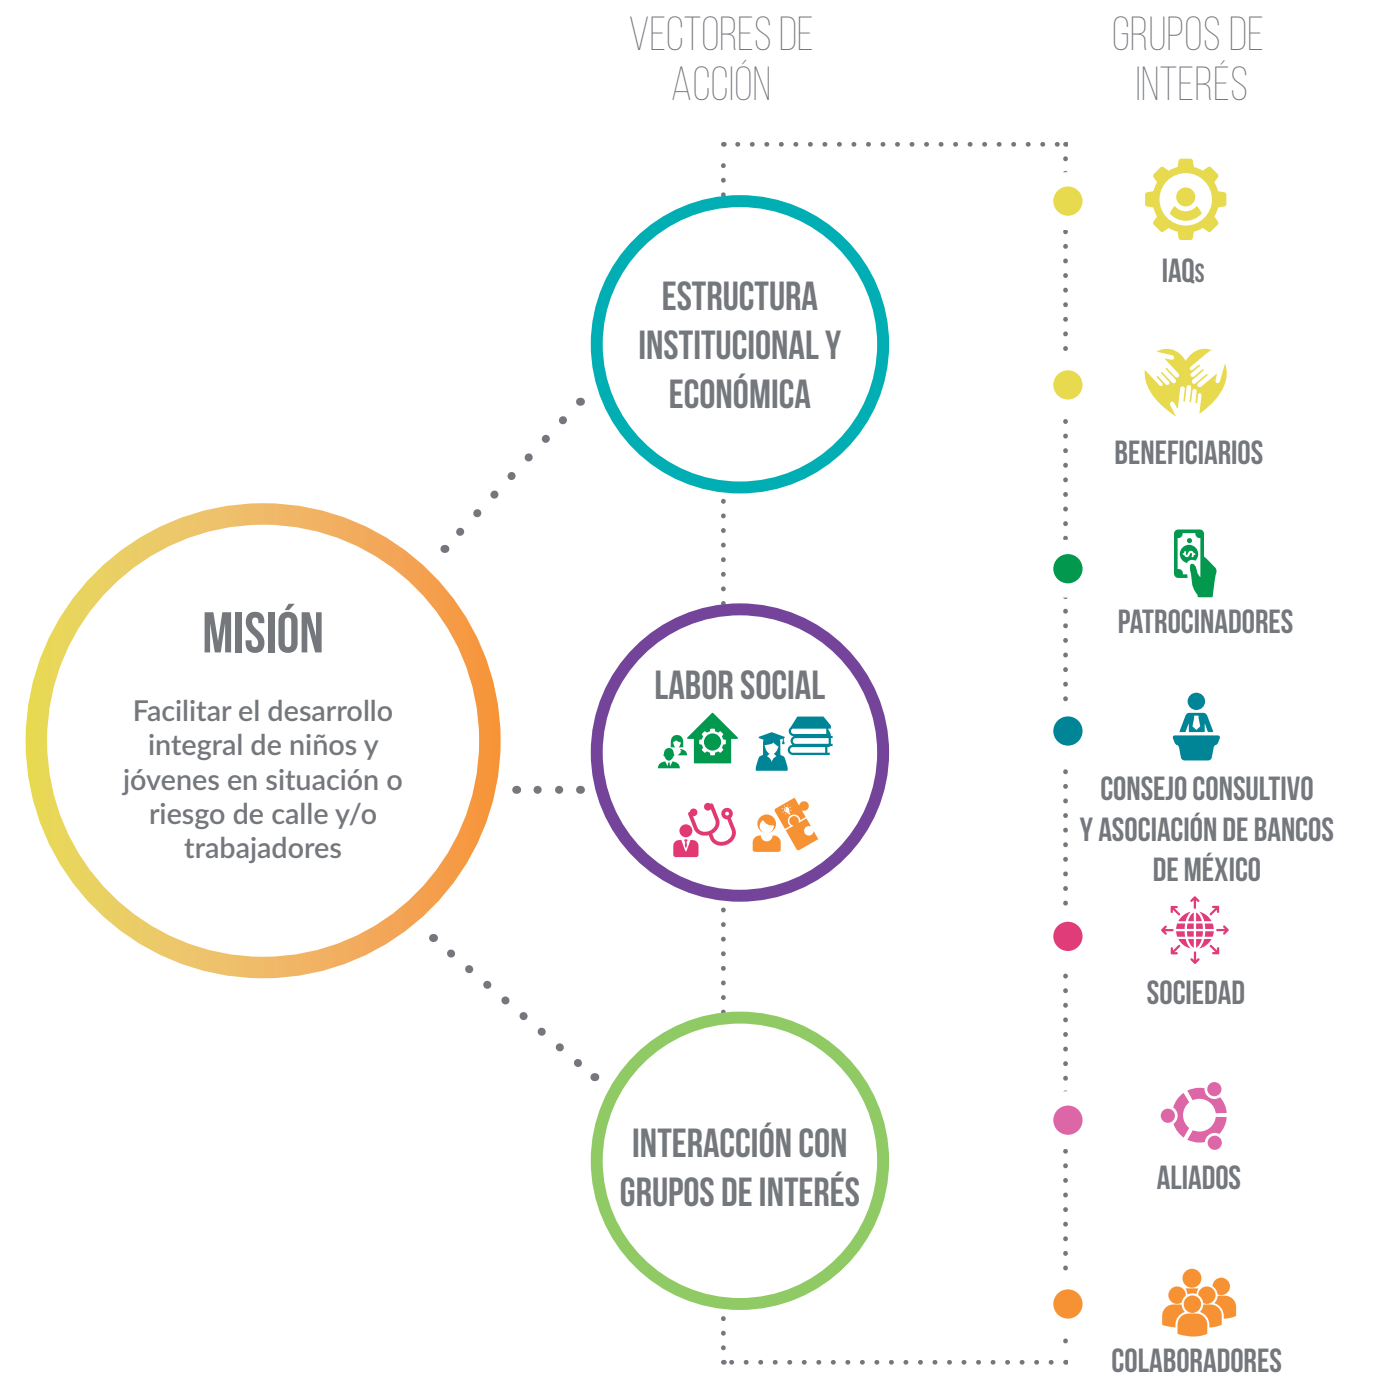 VECTORES DE
ACCIÓN
GRUPOS DE
INTERÉS
MISIÓN
Facilitar el desarrollo
integral de niños y
jóvenes en situación o
riesgo de calle y/o
trabajadores
ESTRUCTURA
INSTITUCIONAL Y
ECONÓMICA
LABOR SOCIAL
INTERACCIÓN CON
GRUPOS DE INTERÉS
IAQs
BENEFICIARIOS
PATROCINADORES
CONSEJO CONSULTIVO
Y ASOCIACIÓN DE BANCOS
DE MÉXICO
SOCIEDAD
ALIADOS
COLABORADORES